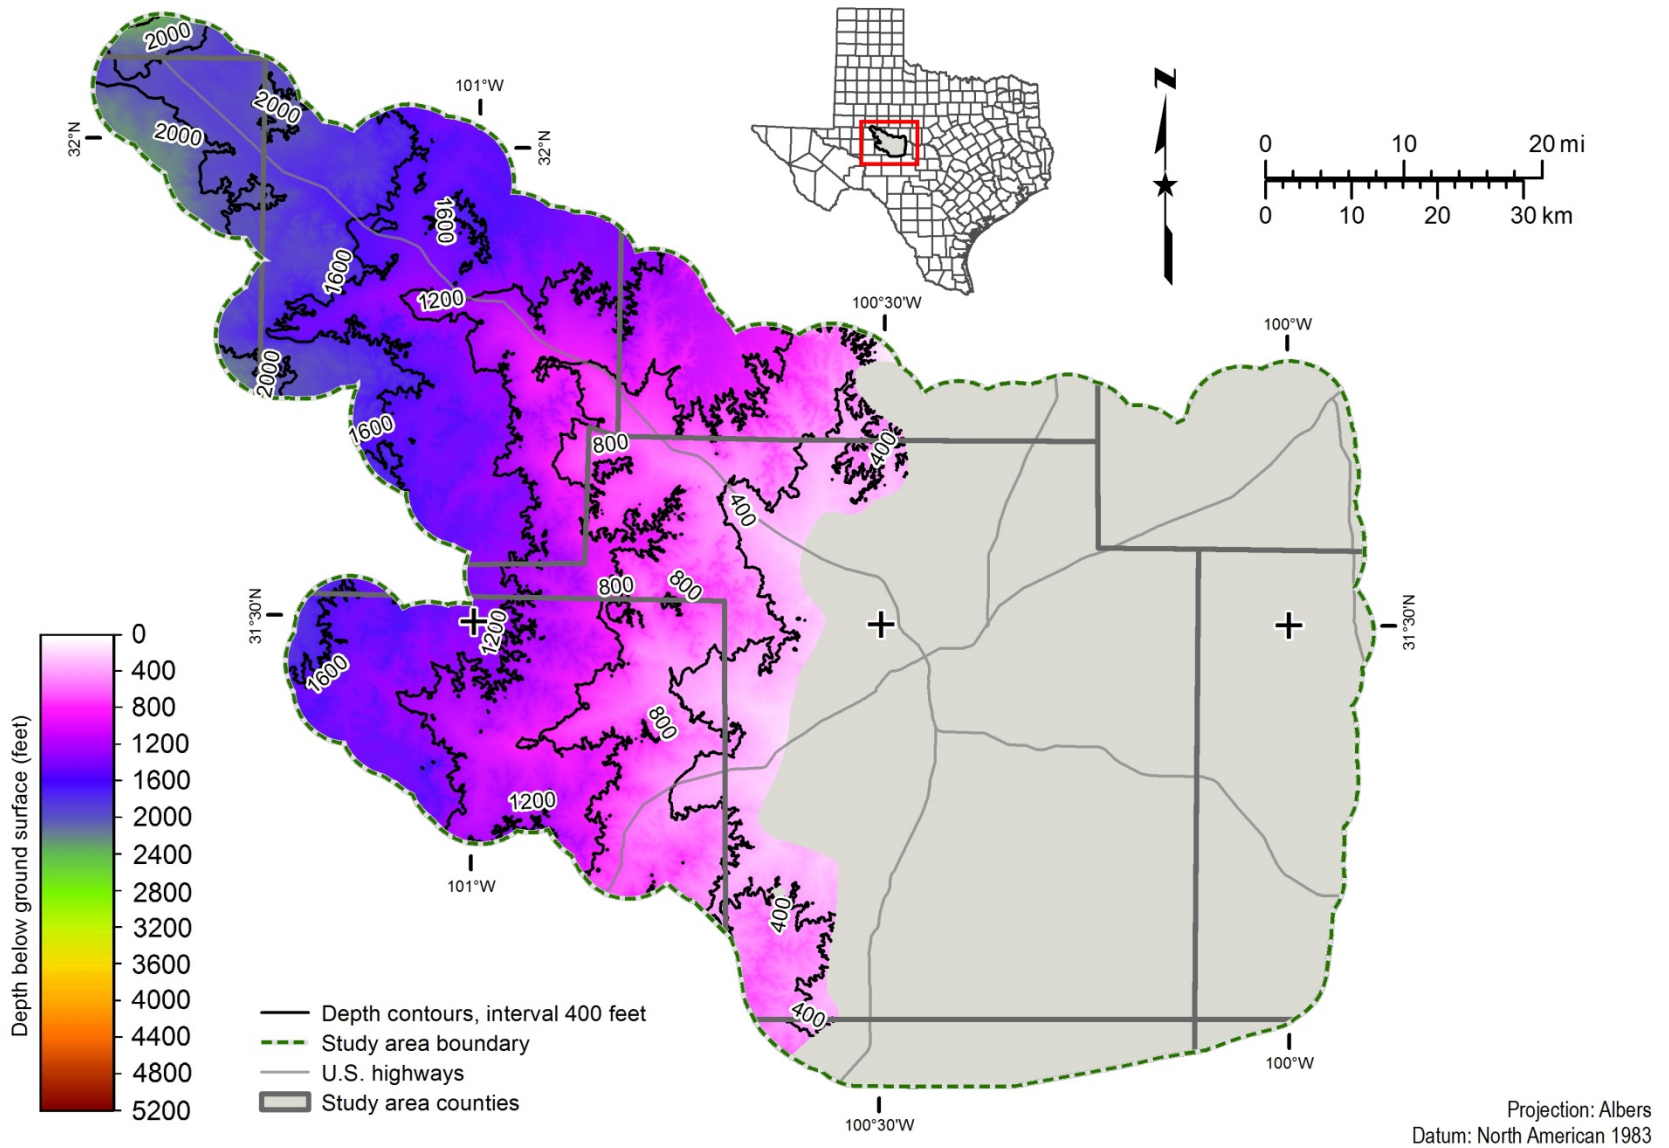 2000
101°W
2000
32°N
2000
32°N
N
0 10 20 mi
0 10 20 30 km
1600
1600
1200
100°30'W
100°W
2000
1600
800
400
400
800
800
31°30'N
1200
31°30'N
1600
800
1200
101°W
400
400
Depth below ground surface (feet)
0
400
800
1200
1600
2000
2400
2800
3200
3600
4000
4400
4800
5200
Depth contours, interval 400 feet
Study area boundary
U.S. highways
Study area counties
100°W
100°30'W
Projection: Albers
Datum: North American 1983